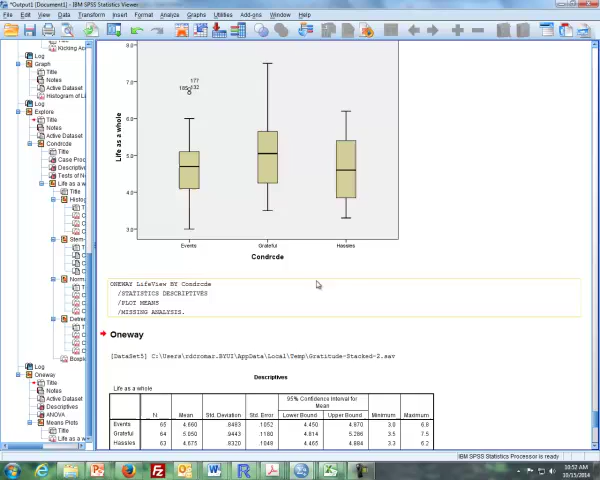 *Output1 [Document1] - IBM SPSS Statistics Viewer
File Edit View Data Transform Insert Format Analyze Graphs Utilities Add-ons Window Help
Log
Graph
Title
Notes
Active Dataset
Histogram of Li
Log
Explore
Title
Notes
Active Dataset
Condrcde
Title
Case Proc
Descriptiv
Tests of N
Life as a w
Title
Histog
Stem-
Norm
Detre
Boxplo
Log
Oneway
Title
Notes
Active Dataset
Descriptives
ANOVA
Means Plots
Title
Life as a w
8.0
7.0
6.0
5.0
4.0
3.0
Life as a whole
177
Events Grateful Hassles
Condrcde
ONEWAY LifeView BY Condrcde
/STATISTICS DESCRIPTIVES
/PLOT MEANS
/MISSING ANALYSIS.
Oneway
[DataSet5] C:\Users\rdcromar.BYUI\AppData\Local\Temp\Gratitude-Stacked-2.sav
Descriptives
Life as a whole
95% Confidence Interval for Mean
N Mean Std. Deviation Std. Error Lower Bound Upper Bound Minimum Maximum
Events 65 4.660 .8483 .1052 4.450 4.870 3.0 6.8
Grateful 64 5.050 .9443 .1180 4.814 5.286 3.5 7.5
Hassles 63 4.675 .8320 .1048 4.465 4.884 3.3 6.2
IBM SPSS Statistics Processor is ready
10:52 AM
10/15/2014